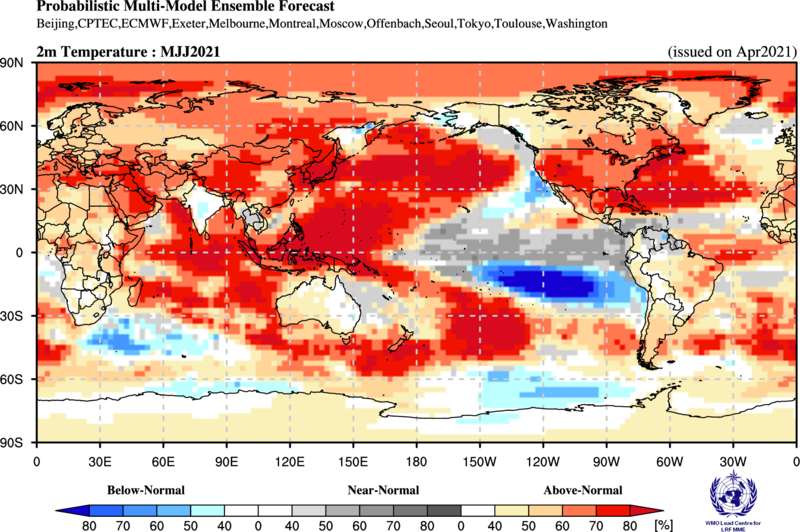 Probabilistic Multi-Model Ensemble Forecast
Beijing,CPTEC,ECMWF,Exeter,Melbourne,Montreal,Moscow,Offenbach,Seoul,Tokyo,Toulouse,Washington
2m Temperature : MJJ2021 (issued on Apr2021)
90N
60N
30N
0
30S
60S
90S
0 30E 60E 90E 120E 150E 180 150W 120W 90W 60W 30W 0
Below-Normal Near-Normal Above-Normal
80 70 60 50 40 0 40 50 60 70 80 0 40 50 60 70 80 [%]
WMO Lead Centre for
LRF MME